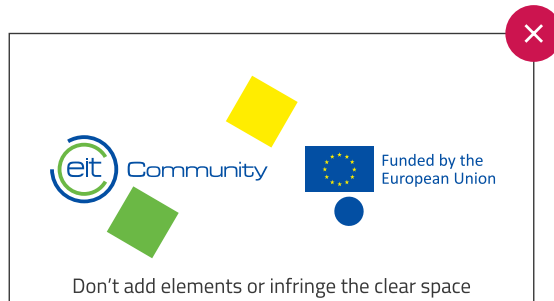 eit Community
Funded by the
European Union
Don't add elements or infringe the clear space